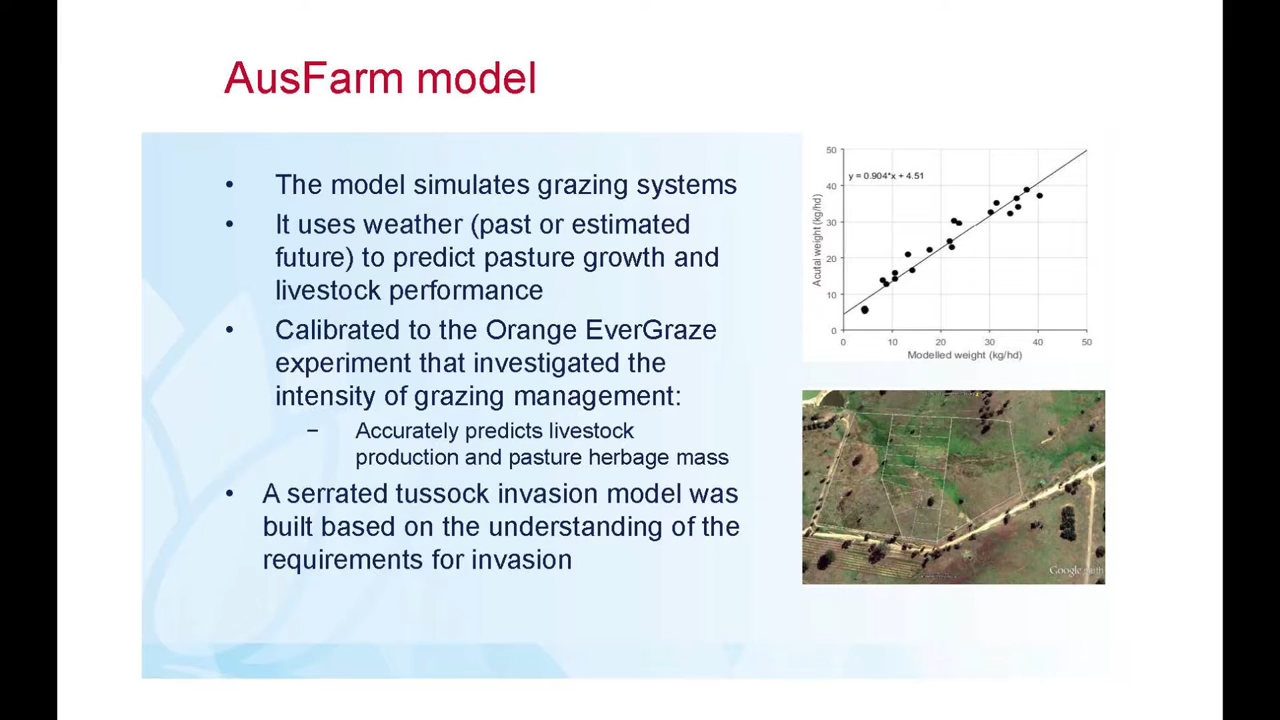 AusFarm model
• The model simulates grazing systems
• It uses weather (past or estimated
future) to predict pasture growth and
livestock performance
• Calibrated to the Orange EverGraze
experiment that investigated the
intensity of grazing management:
− Accurately predicts livestock
production and pasture herbage mass
• A serrated tussock invasion model was
built based on the understanding of the
requirements for invasion
y = 0.904*x + 4.51
Acutal weight (kg/hd)
50
40
30
20
10
0
0 10 20 30 40 50
Modelled weight (kg/hd)
Google earth